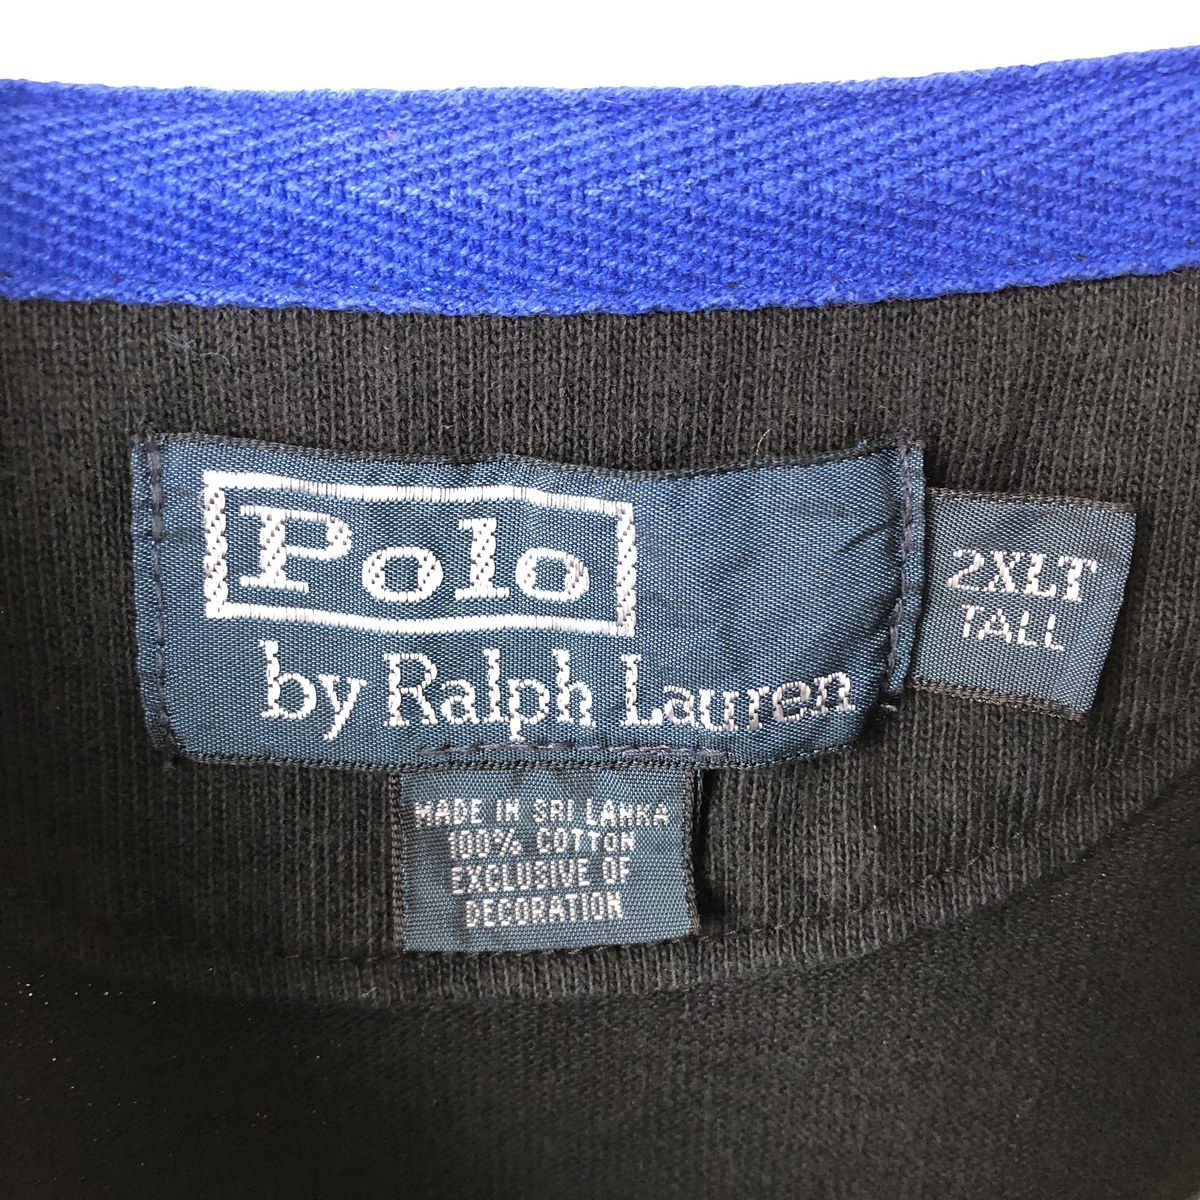 Polo
by Ralph Lauren
2XLT
TALL
MADE IN SRI LANKA
100% COTTON
EXCLUSIVE OF
DECORATION